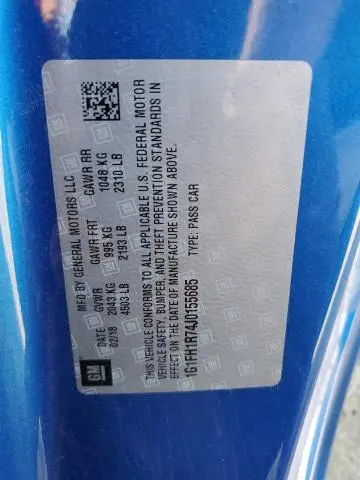 MFD BY GENERAL MOTORS LLC
DATE GVWR GAWR FRT GAWR RR
02/18 2043 KG 995 KG 1048 KG
4503 LB 2193 LB 2310 LB
THIS VEHICLE CONFORMS TO ALL APPLICABLE U.S. FEDERAL MOTOR
VEHICLE SAFETY, BUMPER, AND THEFT PREVENTION STANDARDS IN
EFFECT ON THE DATE OF MANUFACTURE SHOWN ABOVE.
1G1FH1R74J0155685 TYPE: PASS CAR
GM